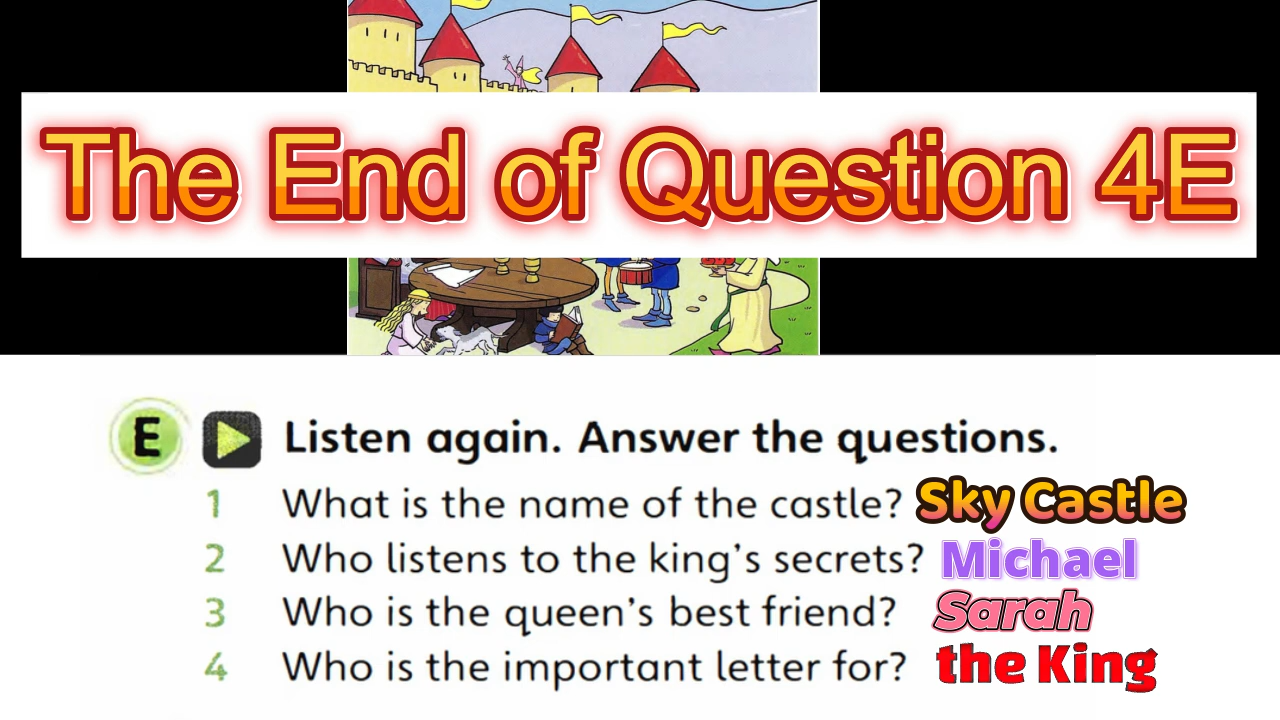 The End of Question 4E
E Listen again. Answer the questions.
1 What is the name of the castle? Sky Castle
2 Who listens to the king's secrets? Michael
3 Who is the queen's best friend? Sarah
4 Who is the important letter for? the King